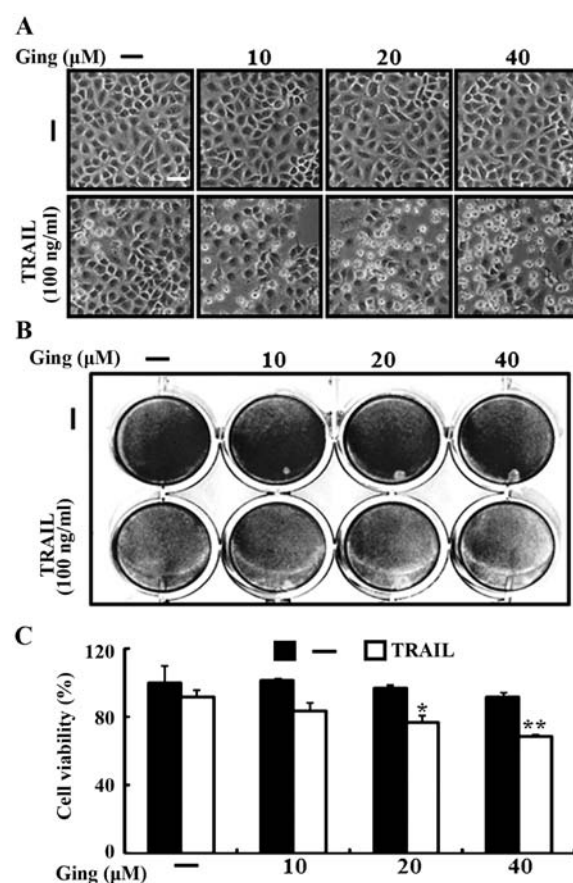 A
Ging (μM) — 10 20 40
—
TRAIL
(100 ng/ml)
B
Ging (μM) — 10 20 40
—
TRAIL
(100 ng/ml)
C
— TRAIL
120
80
40
0
Cell viability (%)
*
**
Ging (μM) — 10 20 40